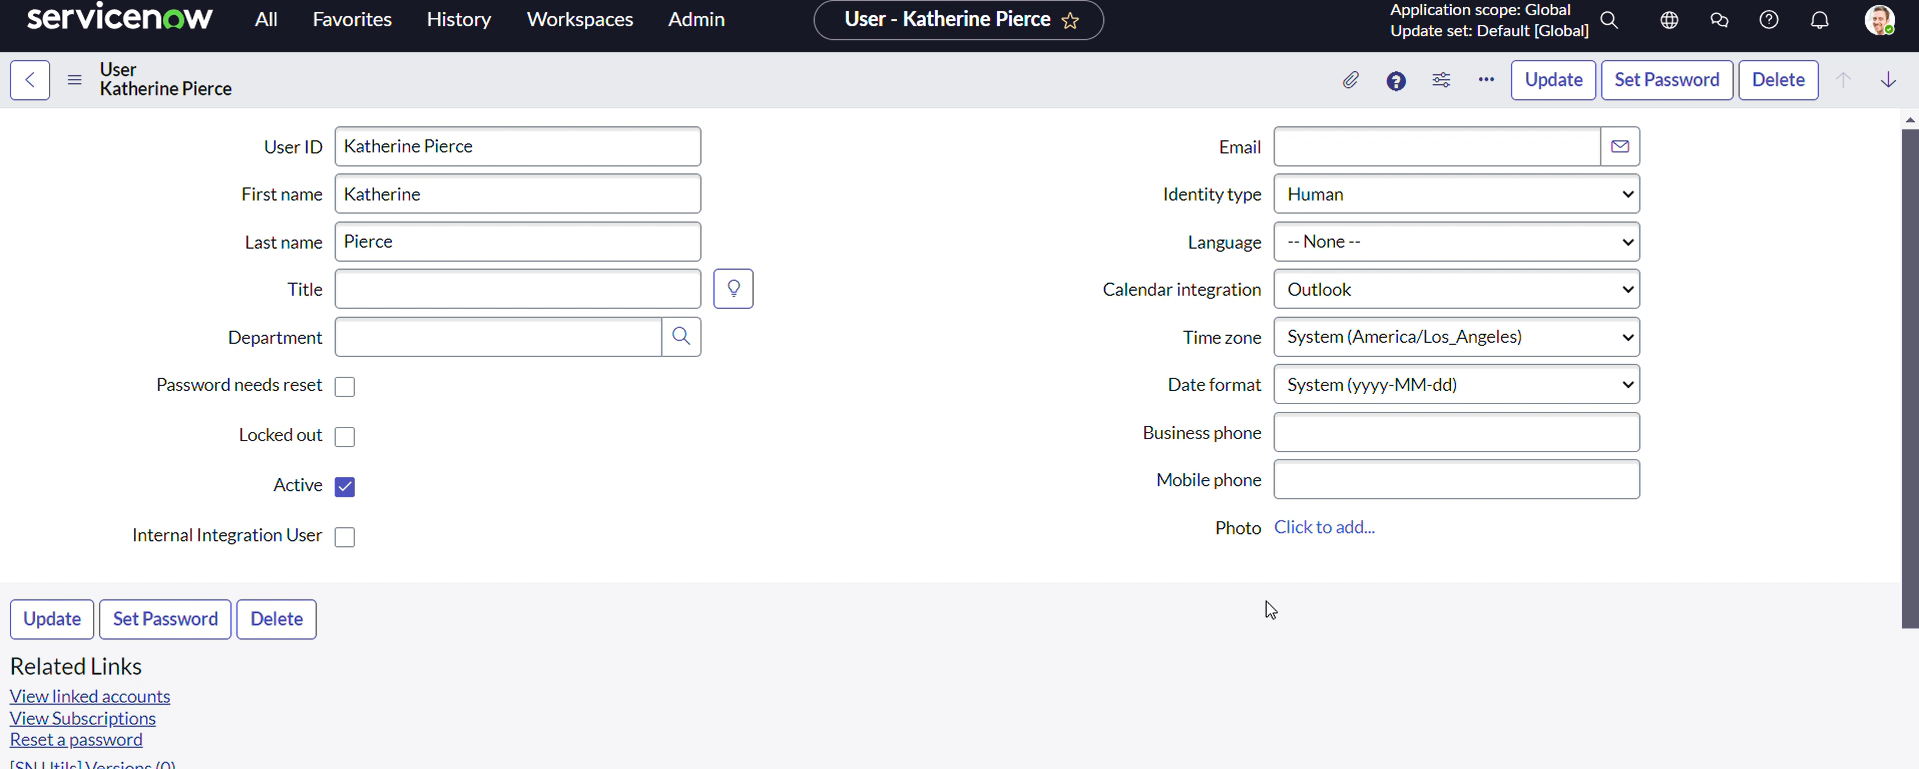 servicenow All Favorites History Workspaces Admin User - Katherine Pierce Application scope: Global
Update set: Default [Global]
User
Katherine Pierce
Update Set Password Delete
User ID Katherine Pierce
First name Katherine
Last name Pierce
Title
Department
Password needs reset
Locked out
Active
Internal Integration User
Email
Identity type Human
Language -- None --
Calendar integration Outlook
Time zone System (America/Los_Angeles)
Date format System (yyyy-MM-dd)
Business phone
Mobile phone
Photo Click to add...
Update Set Password Delete
Related Links
View linked accounts
View Subscriptions
Reset a password
[SN Utils] Versions (0)